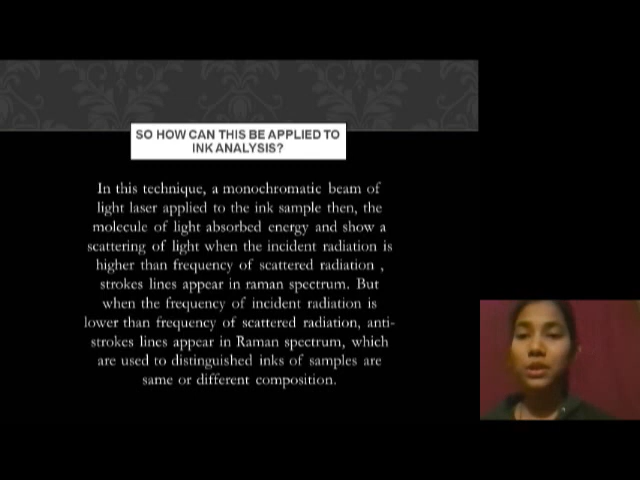 SO HOW CAN THIS BE APPLIED TO
INK ANALYSIS?
In this technique, a monochromatic beam of
light laser applied to the ink sample then, the
molecule of light absorbed energy and show a
scattering of light when the incident radiation is
higher than frequency of scattered radiation ,
strokes lines appear in raman spectrum. But
when the frequency of incident radiation is
lower than frequency of scattered radiation, anti-
strokes lines appear in Raman spectrum, which
are used to distinguished inks of samples are
same or different composition.